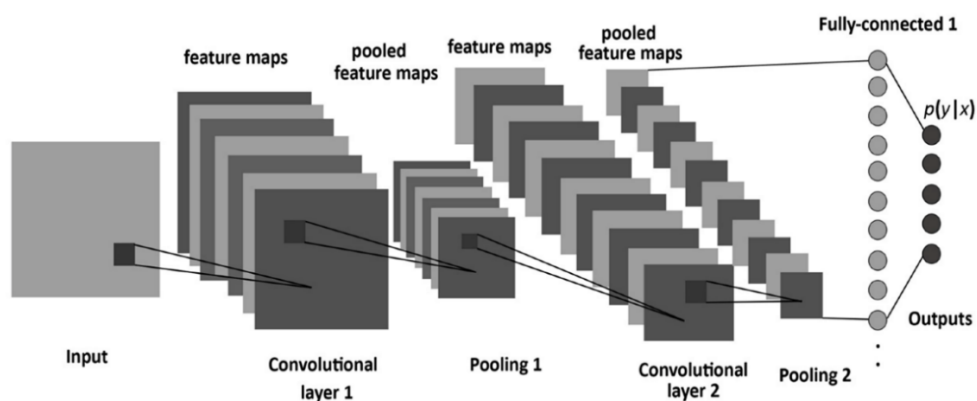 Fully-connected 1
feature maps
pooled
feature maps
feature maps
pooled
feature maps
p(y|x)
Input
Convolutional
layer 1
Pooling 1
Convolutional
layer 2
Pooling 2
Outputs